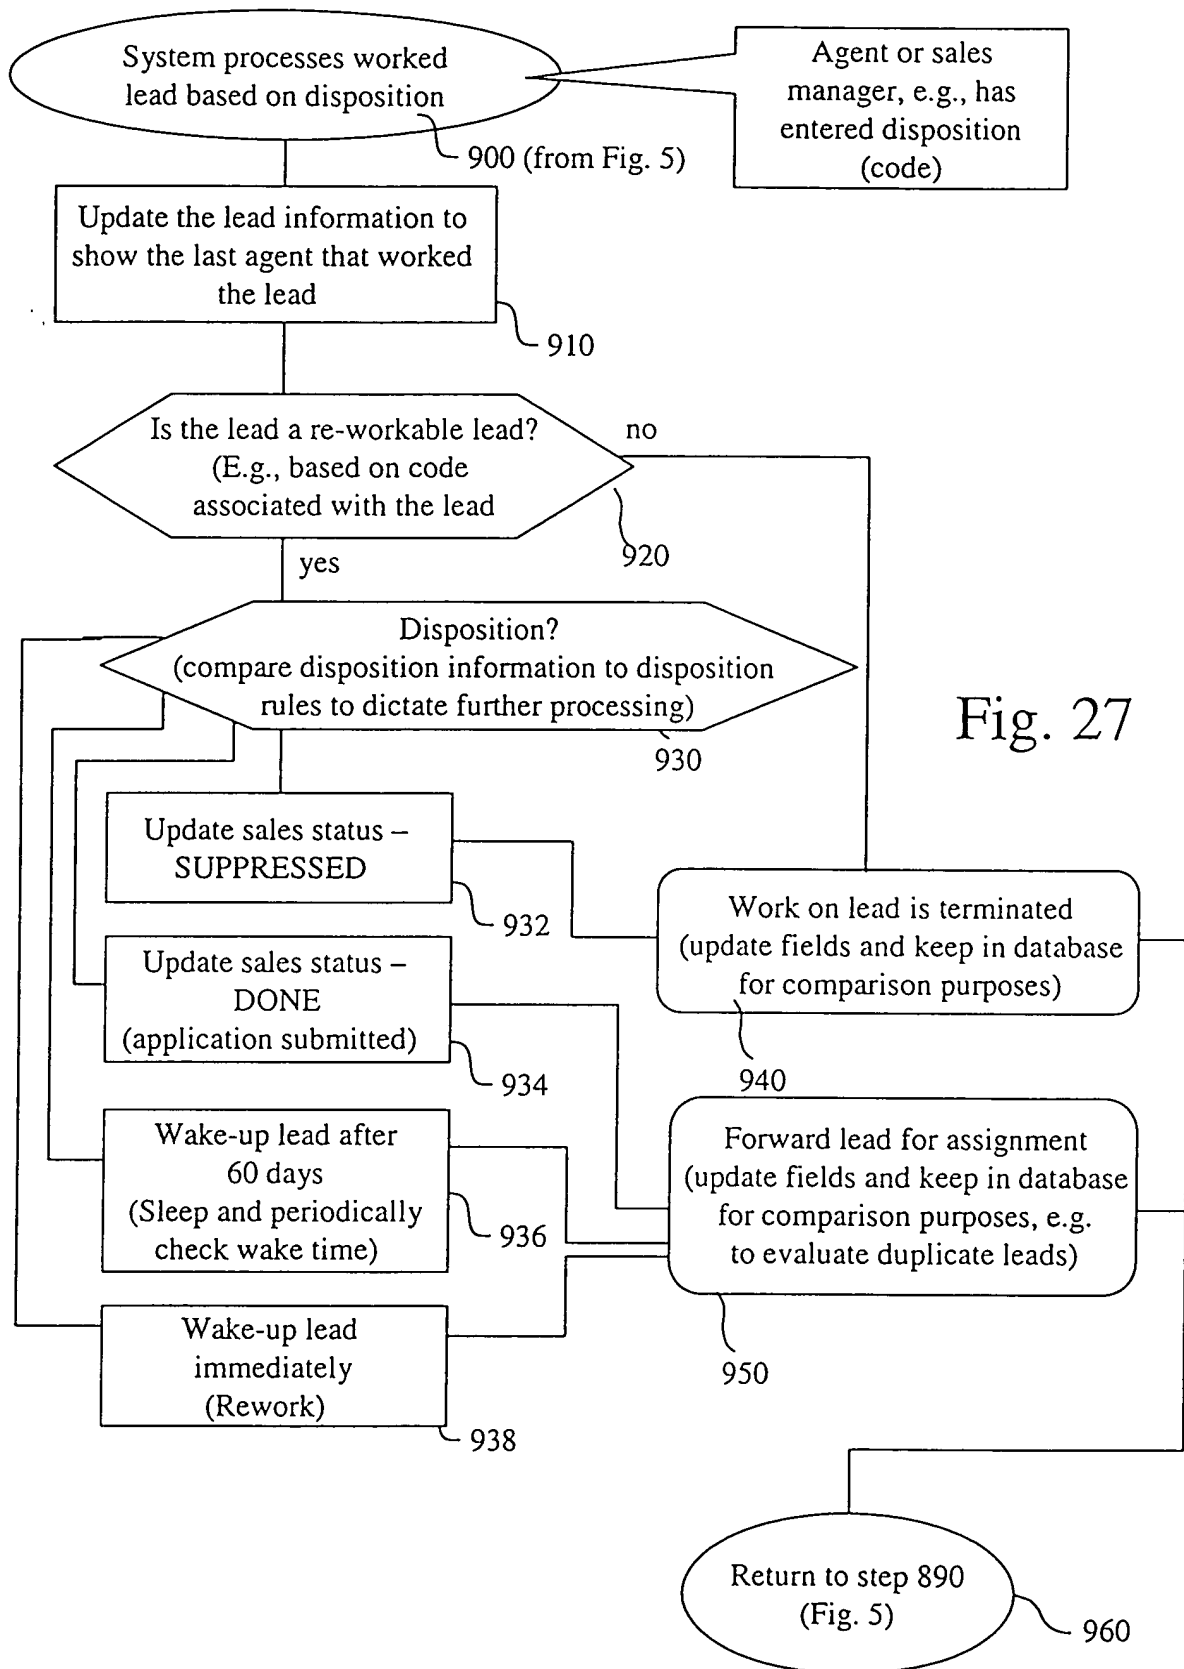 System processes worked
lead based on disposition
900 (from Fig. 5)
Agent or sales
manager, e.g., has
entered disposition
(code)
Update the lead information to
show the last agent that worked
the lead
910
Is the lead a re-workable lead?
(E.g., based on code
associated with the lead
no
920
yes
Disposition?
(compare disposition information to disposition
rules to dictate further processing)
930
Fig. 27
Update sales status –
SUPPRESSED
932
Work on lead is terminated
(update fields and keep in database
for comparison purposes)
940
Update sales status –
DONE
(application submitted)
934
Wake-up lead after
60 days
(Sleep and periodically
check wake time)
936
Forward lead for assignment
(update fields and keep in database
for comparison purposes, e.g.
to evaluate duplicate leads)
950
Wake-up lead
immediately
(Rework)
938
Return to step 890
(Fig. 5)
960